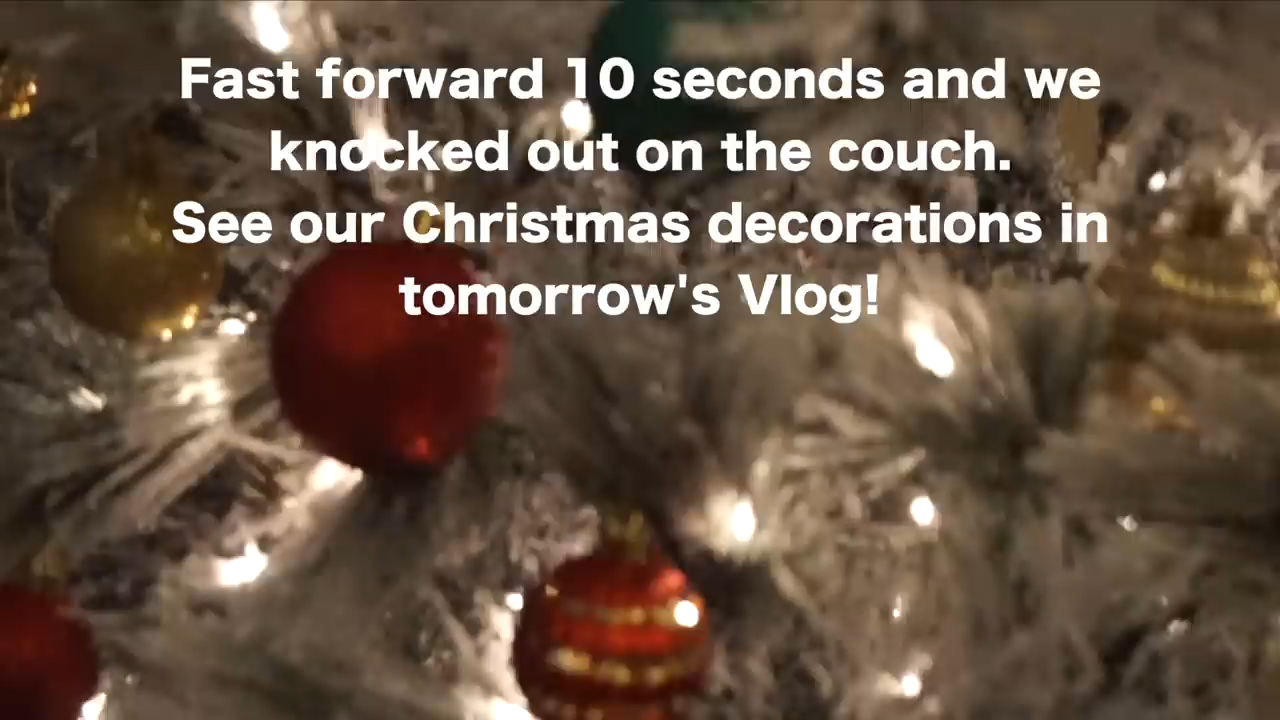 Fast forward 10 seconds and we
knocked out on the couch.
See our Christmas decorations in
tomorrow's Vlog!